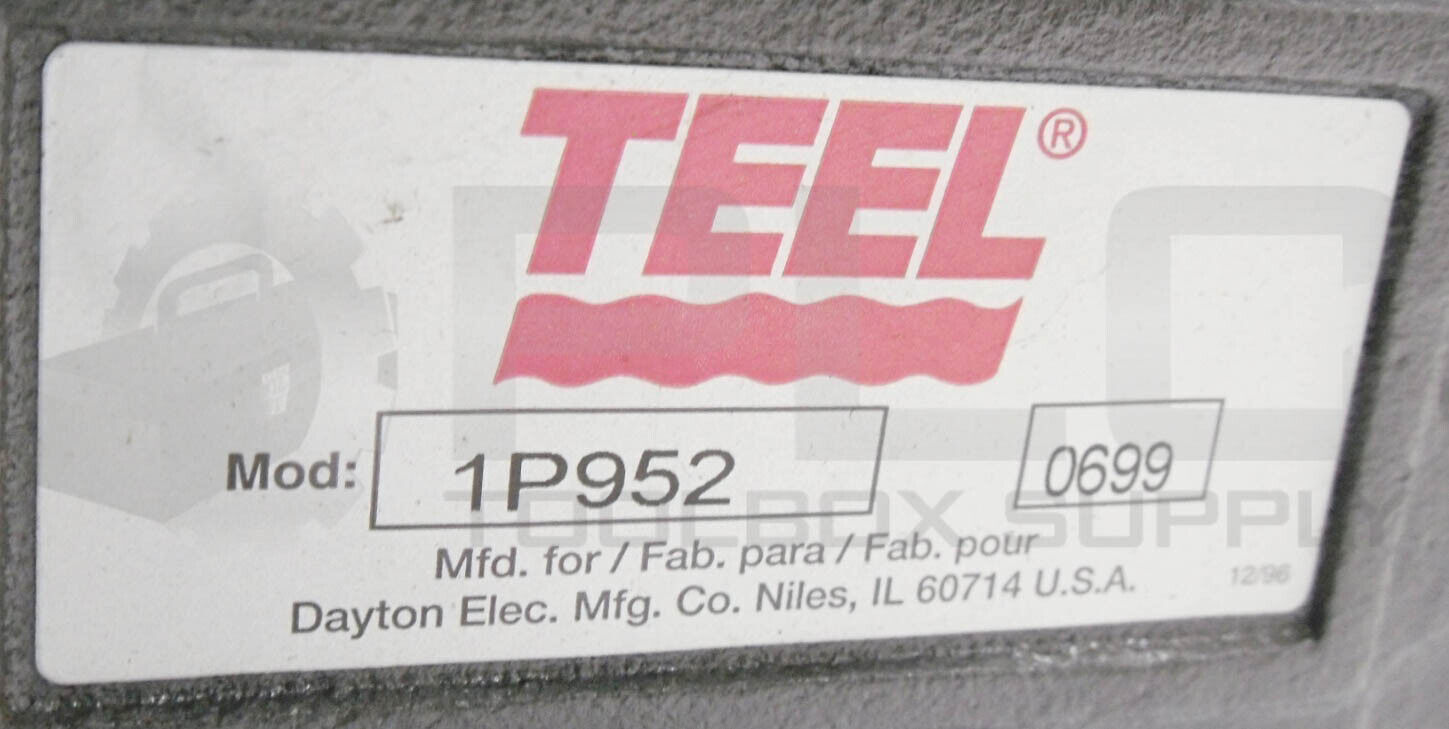 TEEL®
Mod: 1P952 0699
Mfd. for / Fab. para / Fab. pour
Dayton Elec. Mfg. Co. Niles, IL 60714 U.S.A.
12/96
PLC
TOOLBOX SUPPLY